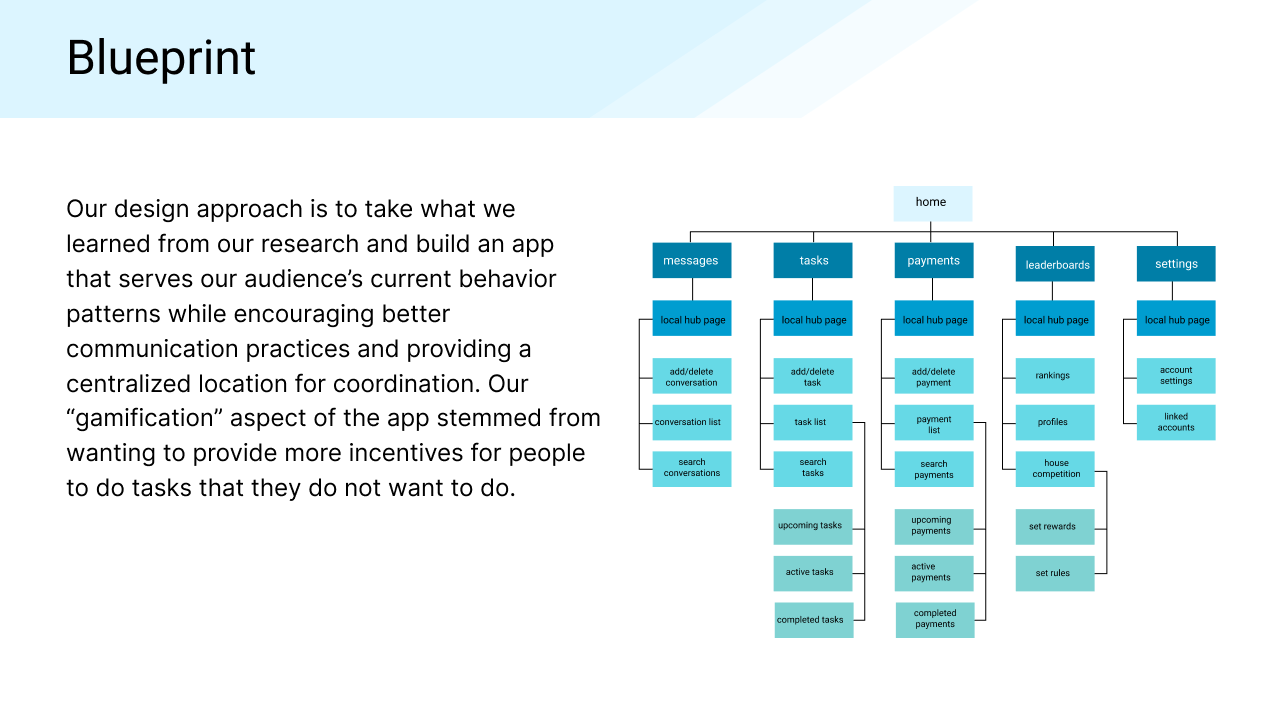 Blueprint
Our design approach is to take what we
learned from our research and build an app
that serves our audience’s current behavior
patterns while encouraging better
communication practices and providing a
centralized location for coordination. Our
“gamification” aspect of the app stemmed from
wanting to provide more incentives for people
to do tasks that they do not want to do.
home
messages
tasks
payments
leaderboards
settings
local hub page
local hub page
local hub page
local hub page
local hub page
add/delete
conversation
add/delete
task
add/delete
payment
rankings
account
settings
conversation list
task list
payment
list
profiles
linked
accounts
search
conversations
search
tasks
search
payments
house
competition
upcoming tasks
upcoming
payments
set rewards
active tasks
active
payments
set rules
completed tasks
completed
payments